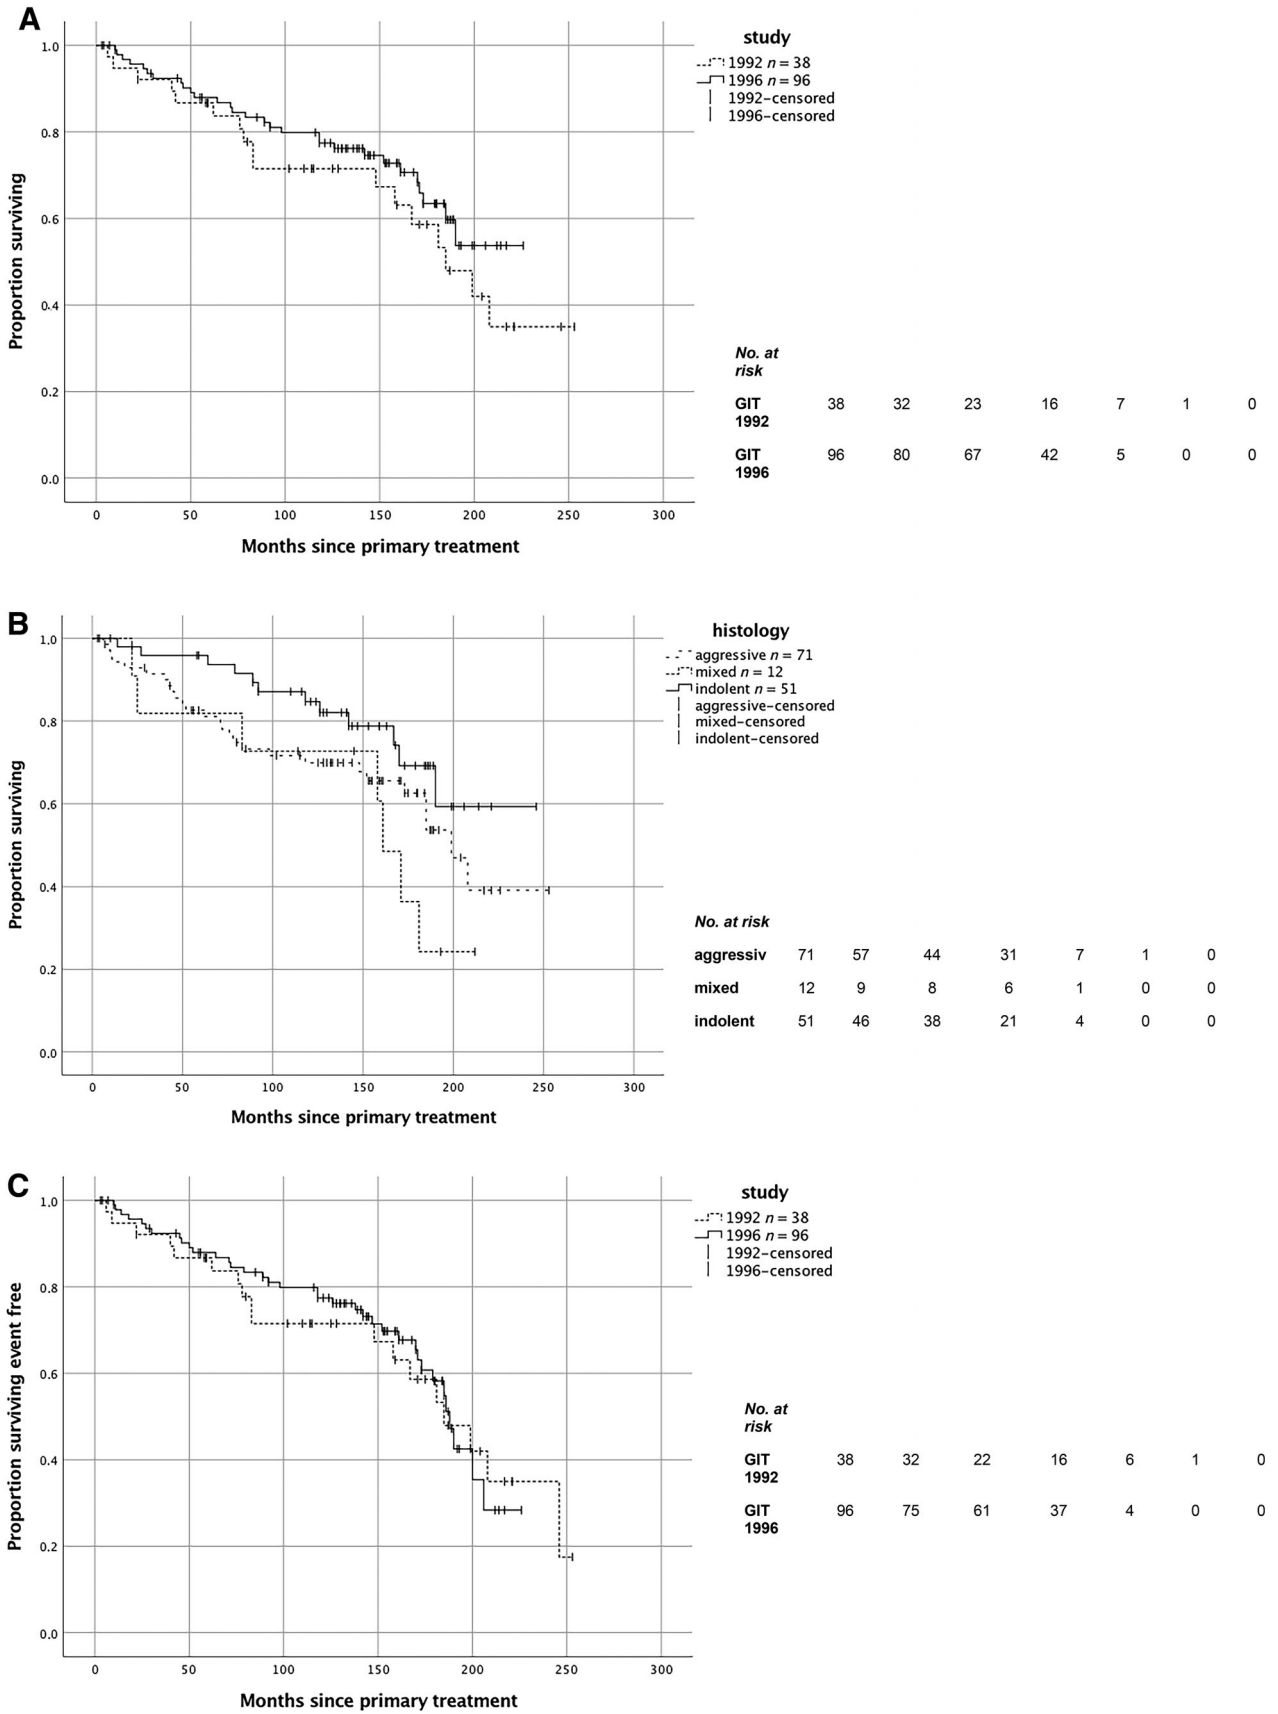 A
study
1992 n = 38
1996 n = 96
1992-censored
1996-censored
Proportion surviving
1.0
0.8
0.6
0.4
0.2
0.0
0 50 100 150 200 250 300
Months since primary treatment
No. at
risk
GIT 38 32 23 16 7 1 0
1992
GIT 96 80 67 42 5 0 0
1996
B
histology
aggressive n = 71
mixed n = 12
indolent n = 51
aggressive-censored
mixed-censored
indolent-censored
Proportion surviving
1.0
0.8
0.6
0.4
0.2
0.0
0 50 100 150 200 250 300
Months since primary treatment
No. at risk
aggressiv 71 57 44 31 7 1 0
mixed 12 9 8 6 1 0 0
indolent 51 46 38 21 4 0 0
C
study
1992 n = 38
1996 n = 96
1992-censored
1996-censored
Proportion surviving event free
1.0
0.8
0.6
0.4
0.2
0.0
0 50 100 150 200 250 300
Months since primary treatment
No. at
risk
GIT 38 32 22 16 6 1 0
1992
GIT 96 75 61 37 4 0 0
1996